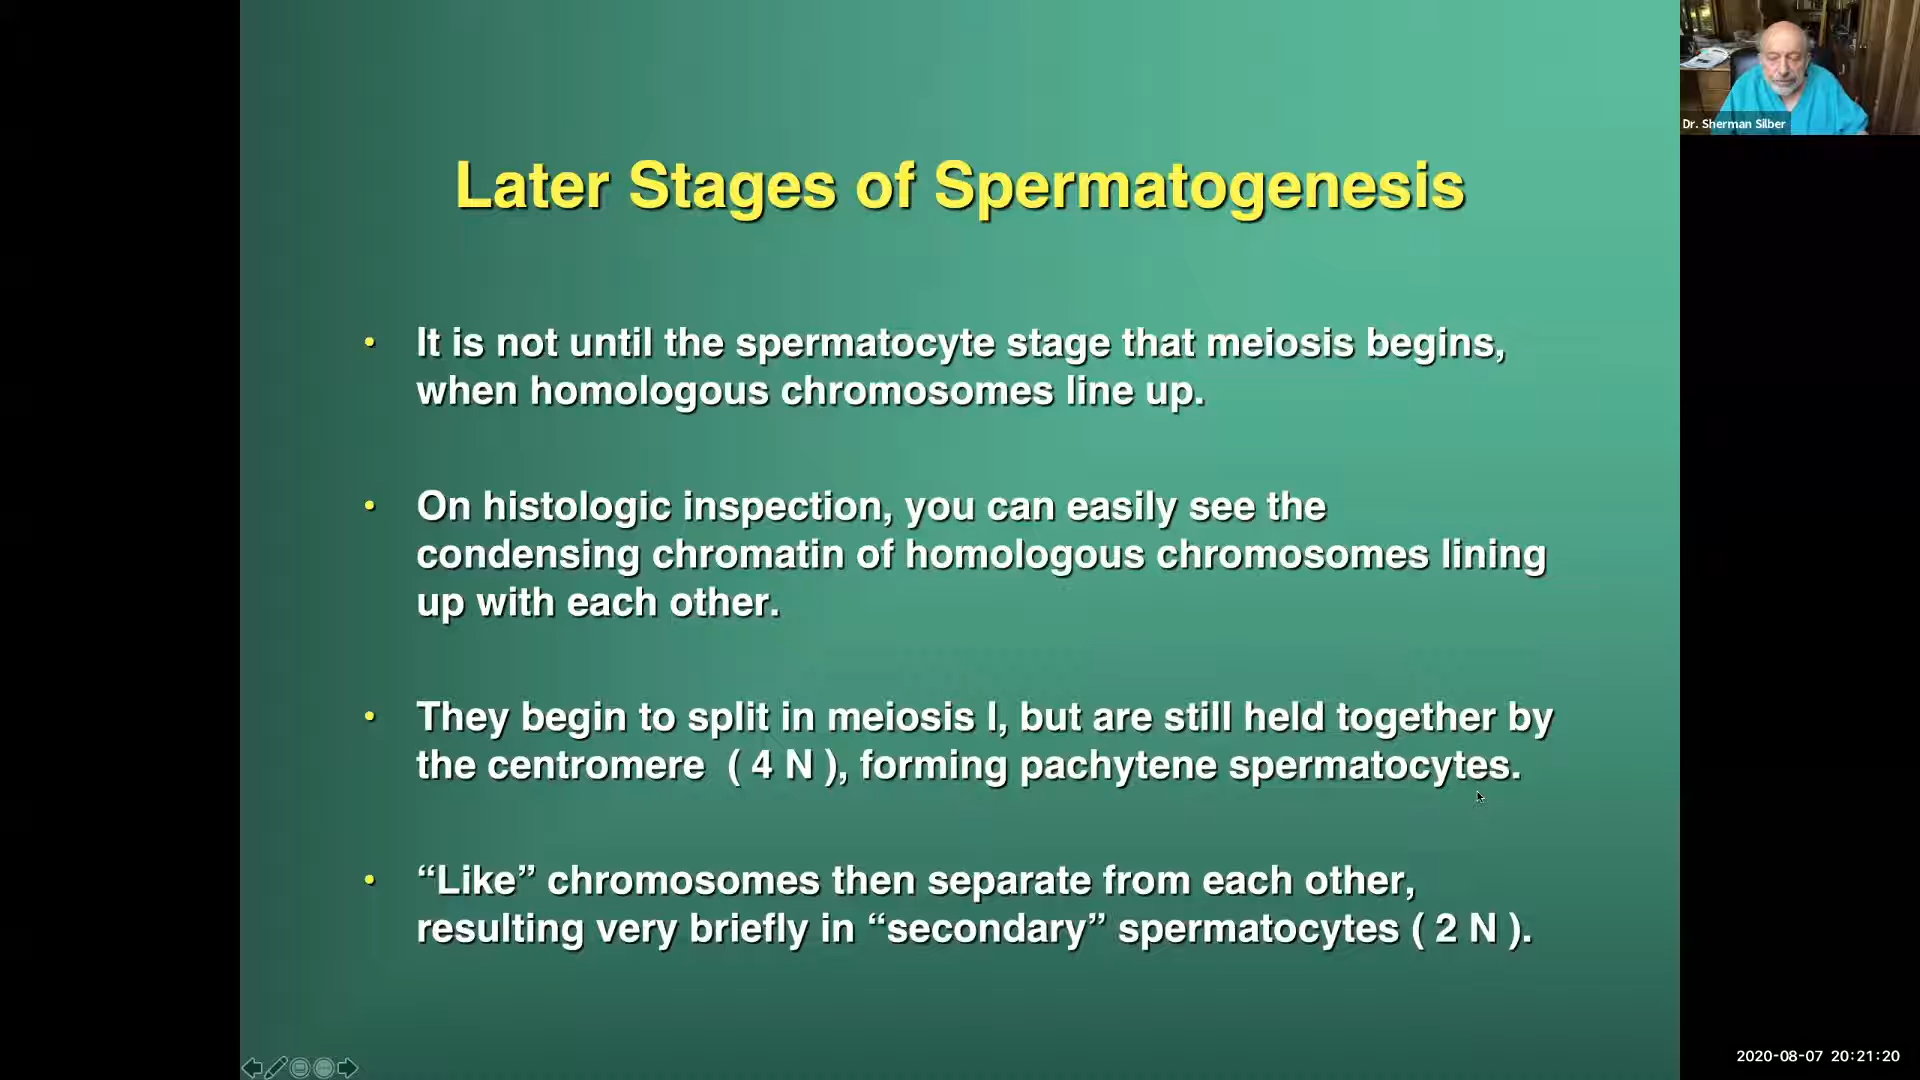 Dr. Sherman Silber
Later Stages of Spermatogenesis
• It is not until the spermatocyte stage that meiosis begins,
when homologous chromosomes line up.
• On histologic inspection, you can easily see the
condensing chromatin of homologous chromosomes lining
up with each other.
• They begin to split in meiosis I, but are still held together by
the centromere ( 4 N ), forming pachytene spermatocytes.
• “Like” chromosomes then separate from each other,
resulting very briefly in “secondary” spermatocytes ( 2 N ).
2020-08-07 20:21:20